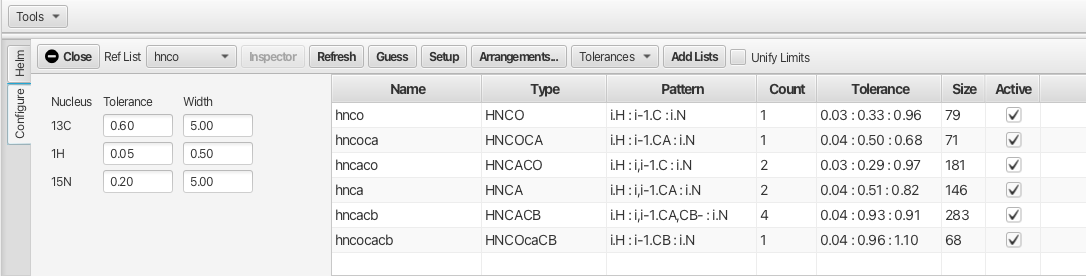 Tools
Close Ref List hnco Inspector Refresh Guess Setup Arrangements... Tolerances Add Lists Unify Limits
Helm
Configure
Nucleus Tolerance Width
13C 0.60 5.00
1H 0.05 0.50
15N 0.20 5.00
Name Type Pattern Count Tolerance Size Active
hnco HNCO i.H : i-1.C : i.N 1 0.03 : 0.33 : 0.96 79
hncoca HNCOCA i.H : i-1.CA : i.N 1 0.04 : 0.50 : 0.68 71
hncaco HNCACO i.H : i,i-1.C : i.N 2 0.03 : 0.29 : 0.97 181
hnca HNCA i.H : i,i-1.CA : i.N 2 0.04 : 0.51 : 0.82 146
hncacb HNCACB i.H : i,i-1.CA,CB- : i.N 4 0.04 : 0.93 : 0.91 283
hncocacb HNCOcaCB i.H : i-1.CB : i.N 1 0.04 : 0.96 : 1.10 68